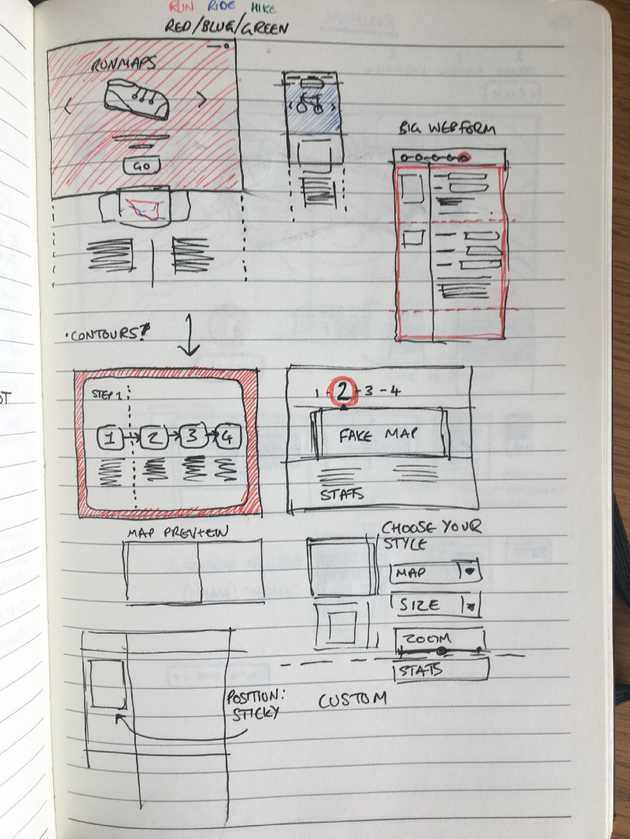 RUN RIDE HIKE
RED/BLUE/GREEN
RUNMAPS
< >
GO
BIG WEBFORM
• CONTOURS?
STEP 1
1 → 2 → 3 → 4
1 - 2 - 3 - 4
FAKE MAP
STATS
MAP PREVIEW
CHOOSE YOUR
STYLE
MAP
SIZE
ZOOM
STATS
CUSTOM
POSITION:
STICKY
OT